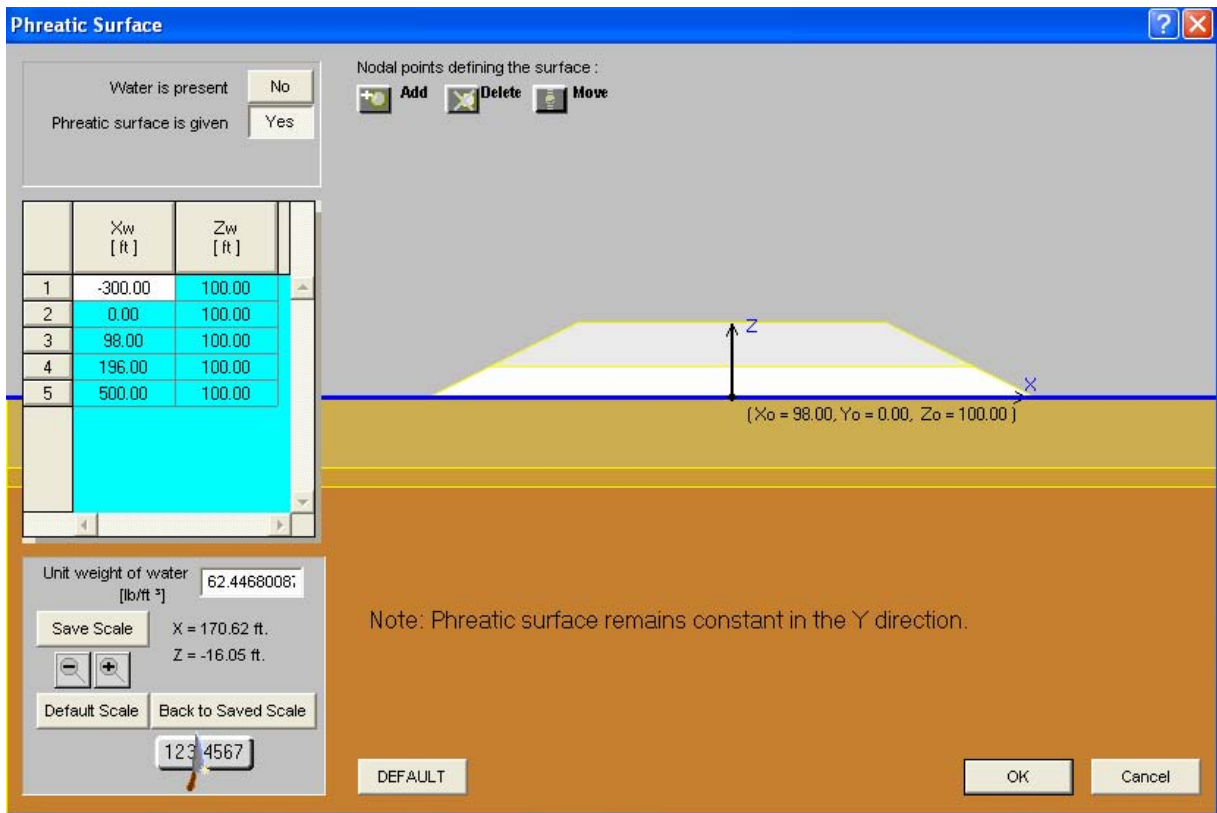 Phreatic Surface
Water is present No
Phreatic surface is given Yes
Nodal points defining the surface :
Add Delete Move
Xw Zw
[ ft ] [ ft ]
1 -300.00 100.00
2 0.00 100.00
3 98.00 100.00
4 196.00 100.00
5 500.00 100.00
Z
X
( Xo = 98.00, Yo = 0.00, Zo = 100.00 )
Unit weight of water 62.4468008
[lb/ft ³]
Save Scale X = 170.62 ft.
Z = -16.05 ft.
Default Scale Back to Saved Scale
1234567
Note: Phreatic surface remains constant in the Y direction.
DEFAULT OK Cancel